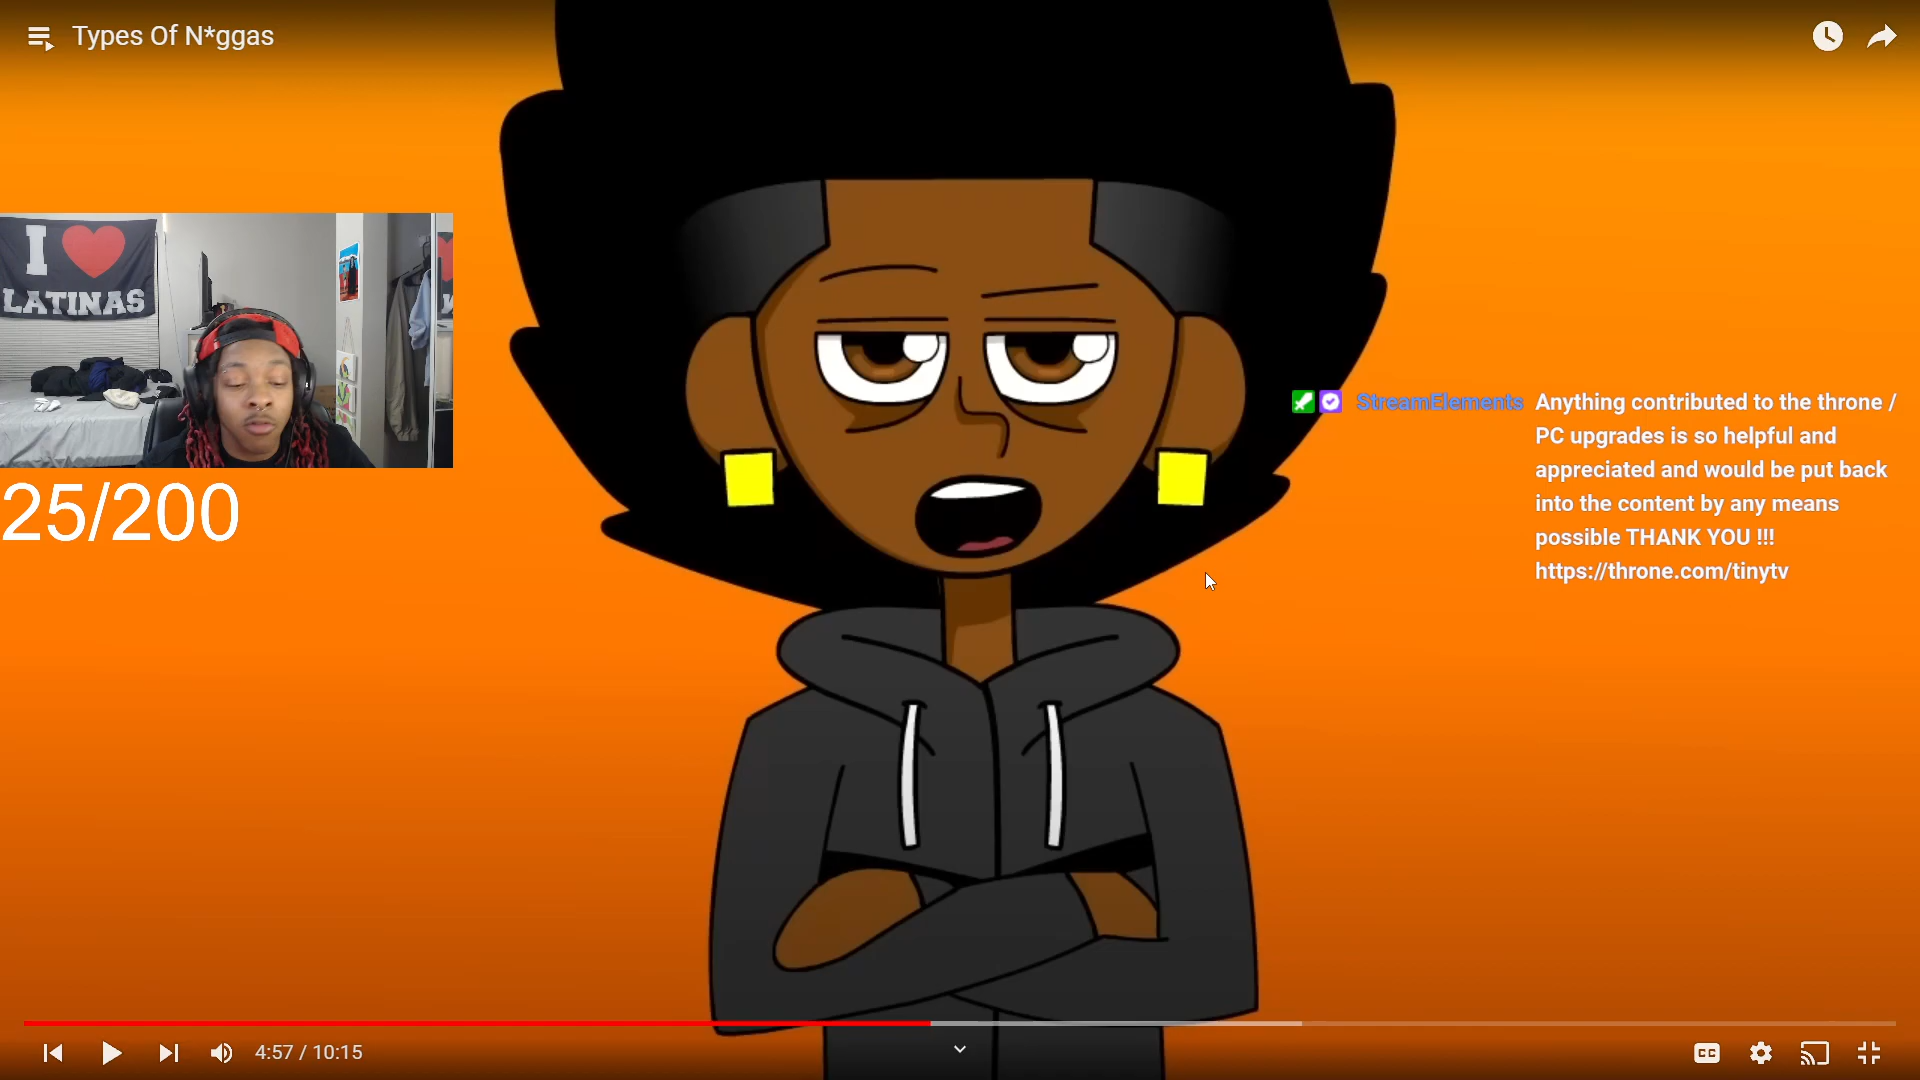 Types Of N*ggas
I
LATINAS
25/200
StreamElements Anything contributed to the throne /
PC upgrades is so helpful and
appreciated and would be put back
into the content by any means
possible THANK YOU !!!
https://throne.com/tinytv
4:57 / 10:15
CC